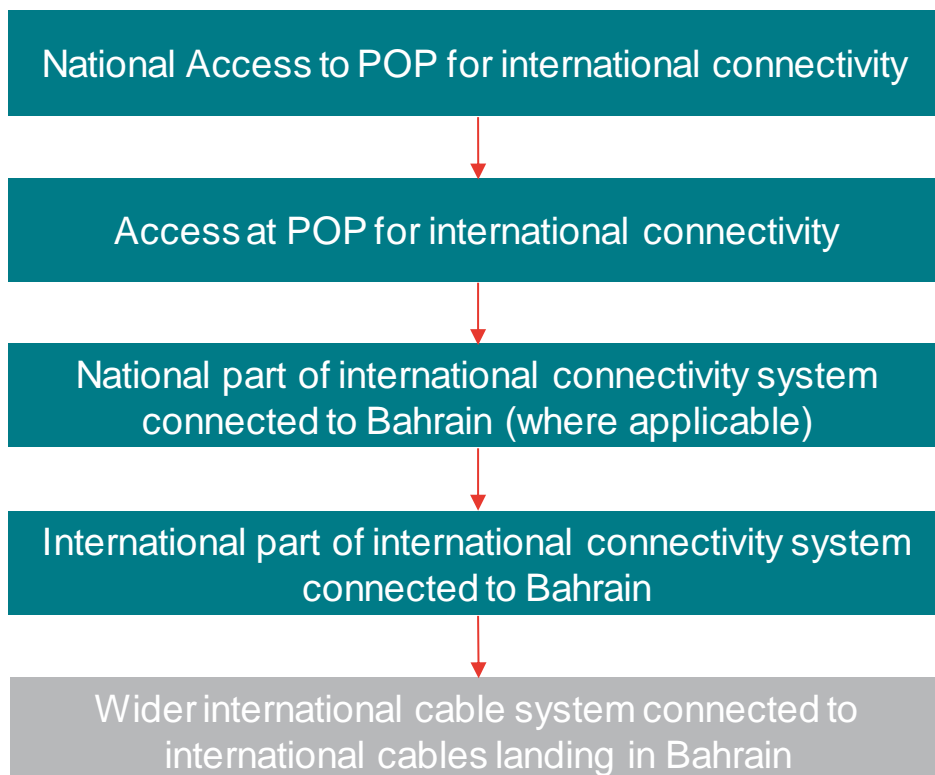 National Access to POP for international connectivity
Access at POP for international connectivity
National part of international connectivity system
connected to Bahrain (where applicable)
International part of international connectivity system
connected to Bahrain
Wider international cable system connected to
international cables landing in Bahrain